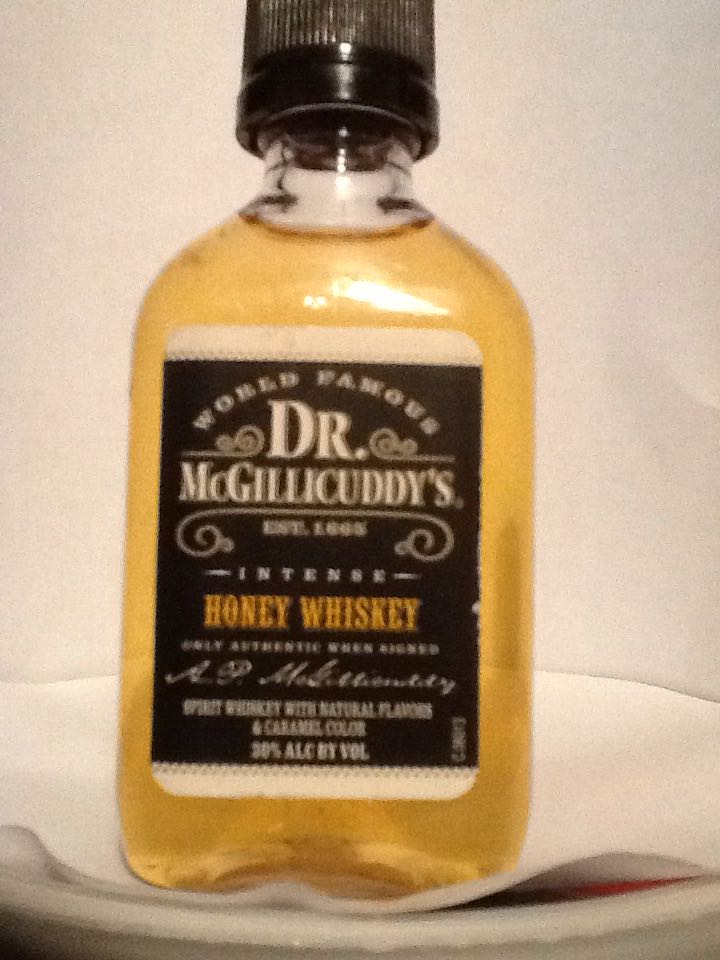 WORLD FAMOUS
DR.
McGILLICUDDY'S
EST. 1865
INTENSE
HONEY WHISKEY
ONLY AUTHENTIC WHEN SIGNED
A.P. McGillicuddy
SPIRIT WHISKEY WITH NATURAL FLAVORS
& CARAMEL COLOR
30% ALC BY VOL